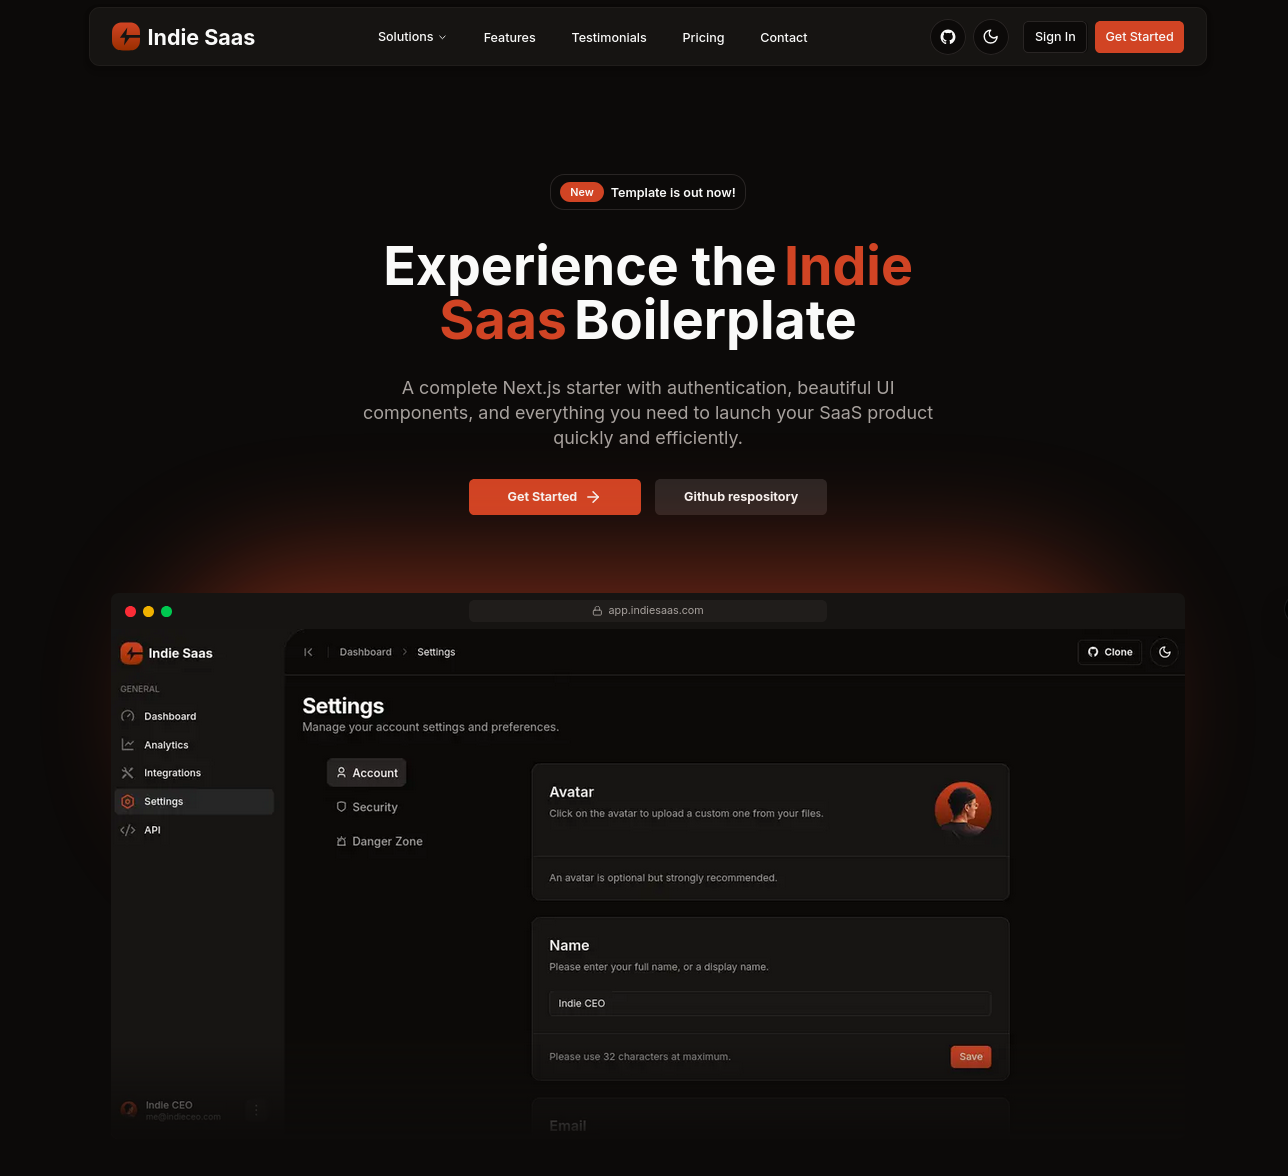 Indie Saas
Solutions
Features
Testimonials
Pricing
Contact
Sign In
Get Started
New
Template is out now!
Experience the Indie
Saas Boilerplate
A complete Next.js starter with authentication, beautiful UI
components, and everything you need to launch your SaaS product
quickly and efficiently.
Get Started
Github respository
app.indiesaas.com
Indie Saas
GENERAL
Dashboard
Analytics
Integrations
Settings
API
Indie CEO
me@indieceo.com
Dashboard
Settings
Clone
Settings
Manage your account settings and preferences.
Account
Security
Danger Zone
Avatar
Click on the avatar to upload a custom one from your files.
An avatar is optional but strongly recommended.
Name
Please enter your full name, or a display name.
Indie CEO
Please use 32 characters at maximum.
Save
Email